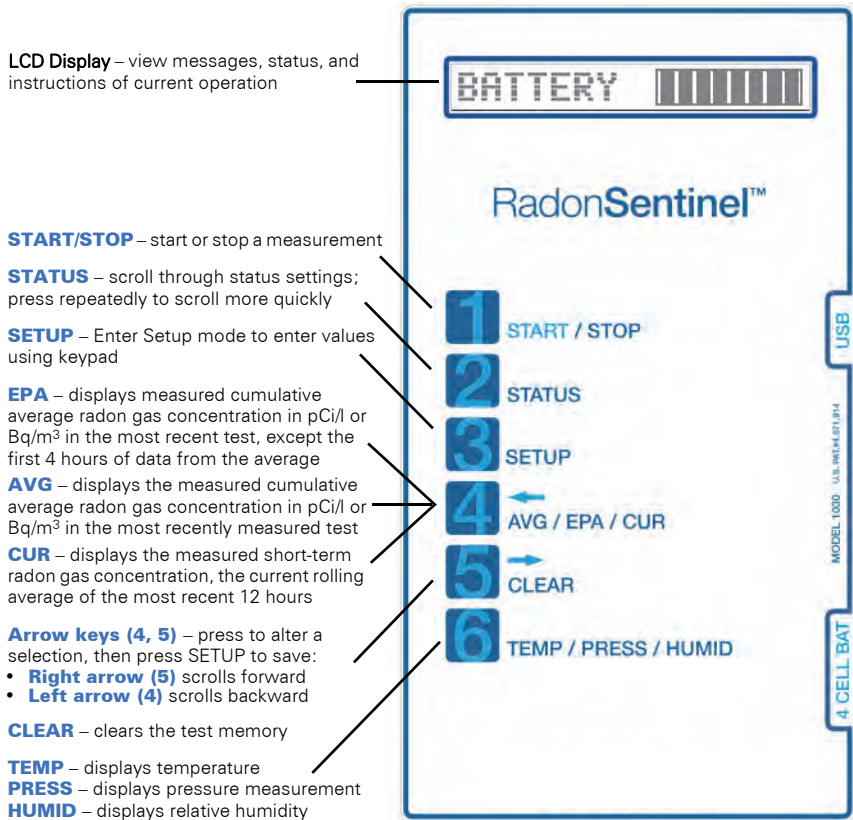 LCD Display – view messages, status, and
instructions of current operation
START/STOP – start or stop a measurement
STATUS – scroll through status settings;
press repeatedly to scroll more quickly
SETUP – Enter Setup mode to enter values
using keypad
EPA – displays measured cumulative
average radon gas concentration in pCi/l or
Bq/m³ in the most recent test, except the
first 4 hours of data from the average
AVG – displays the measured cumulative
average radon gas concentration in pCi/l or
Bq/m³ in the most recently measured test
CUR – displays the measured short-term
radon gas concentration, the current rolling
average of the most recent 12 hours
Arrow keys (4, 5) – press to alter a
selection, then press SETUP to save:
• Right arrow (5) scrolls forward
• Left arrow (4) scrolls backward
CLEAR – clears the test memory
TEMP – displays temperature
PRESS – displays pressure measurement
HUMID – displays relative humidity
BATTERY
RadonSentinel™
1 START / STOP
2 STATUS
3 SETUP
4 ← AVG / EPA / CUR
5 → CLEAR
6 TEMP / PRESS / HUMID
USB
MODEL 1030 U.S. PAT.#4,871,914
4 CELL BAT